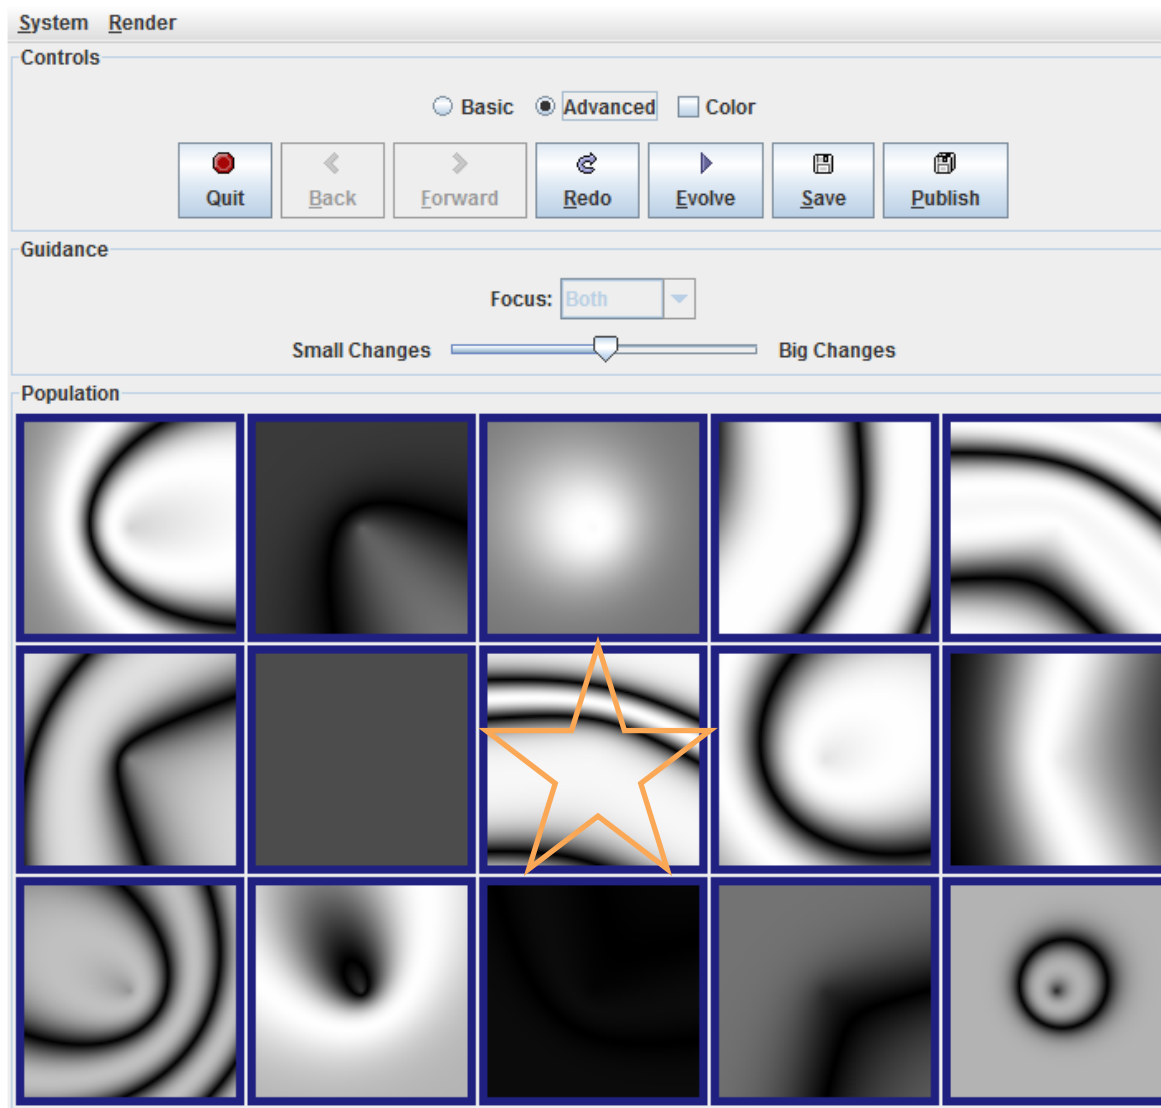 System Render
Controls
Basic Advanced Color
Quit Back Forward Redo Evolve Save Publish
Guidance
Focus: Both
Small Changes Big Changes
Population